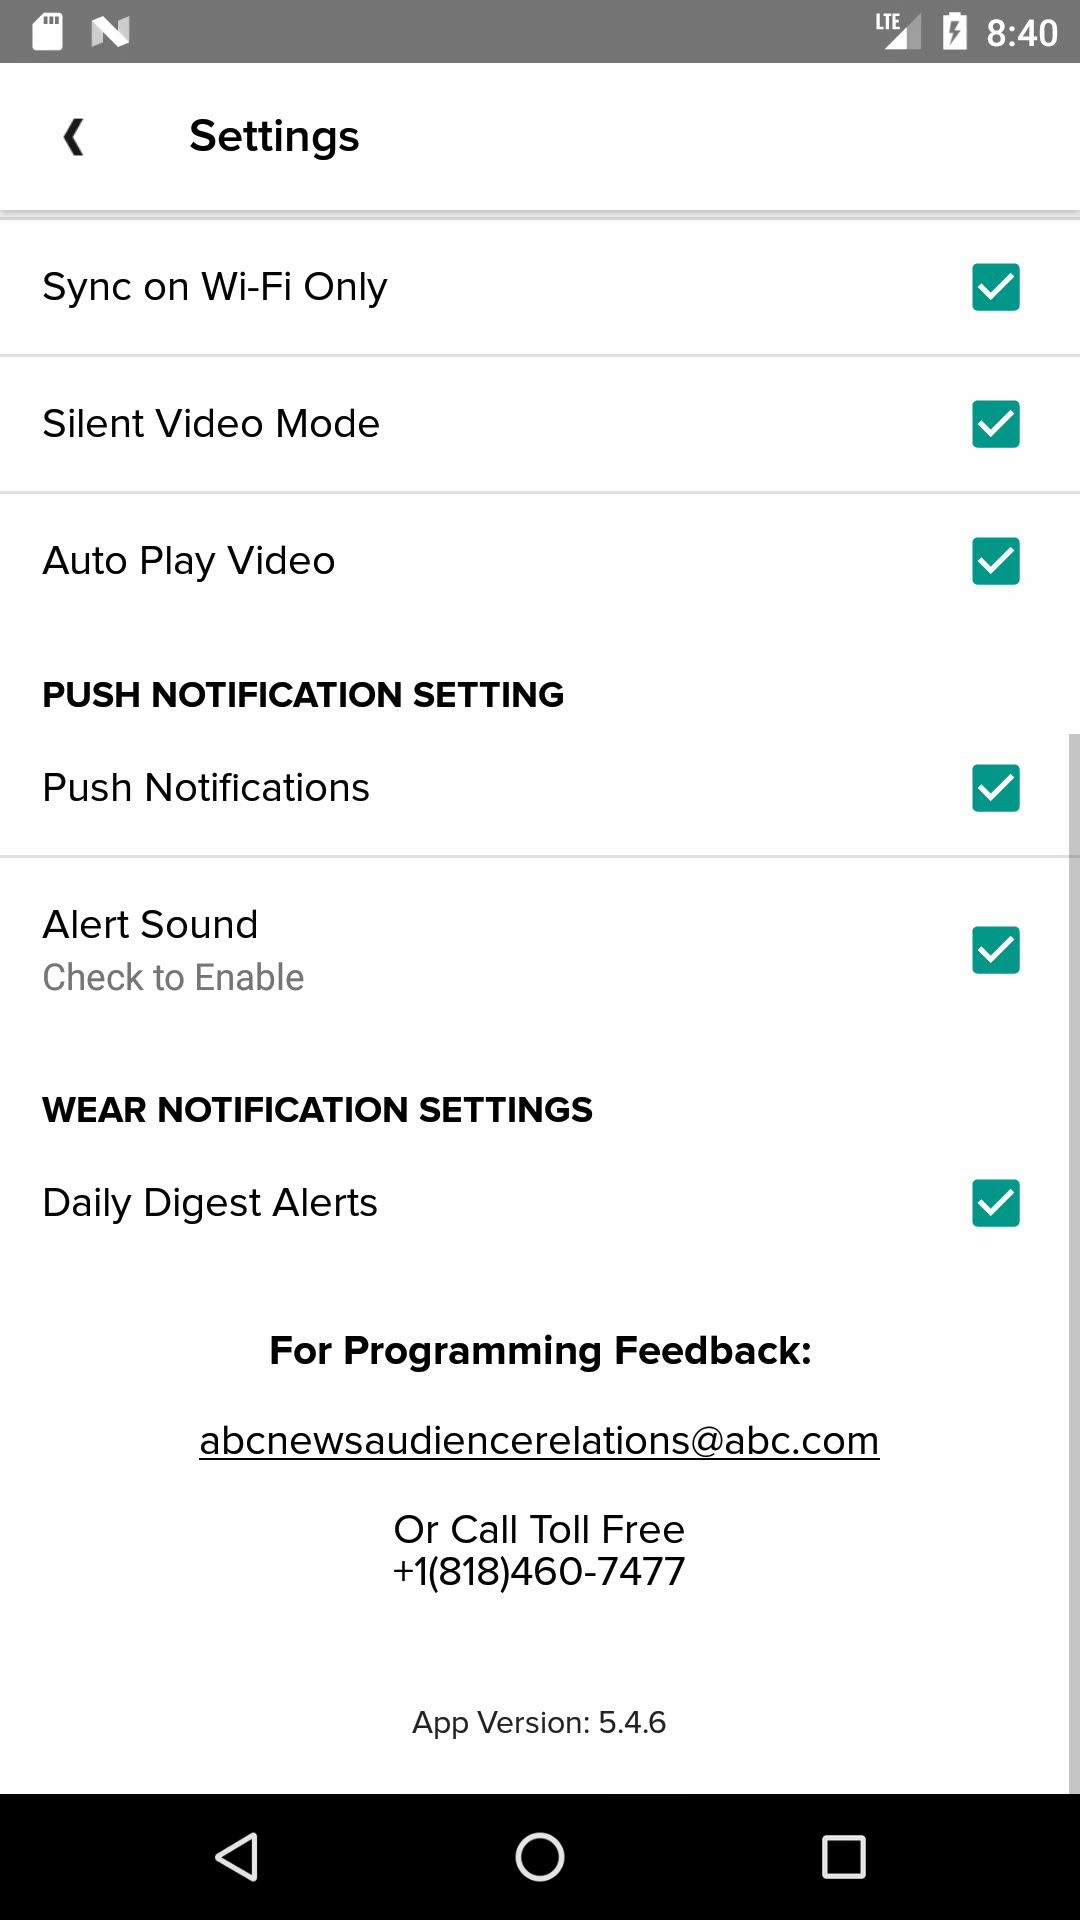 LTE 8:40
Settings
Sync on Wi-Fi Only
Silent Video Mode
Auto Play Video
PUSH NOTIFICATION SETTING
Push Notifications
Alert Sound
Check to Enable
WEAR NOTIFICATION SETTINGS
Daily Digest Alerts
For Programming Feedback:
abcnewsaudiencerelations@abc.com
Or Call Toll Free
+1(818)460-7477
App Version: 5.4.6